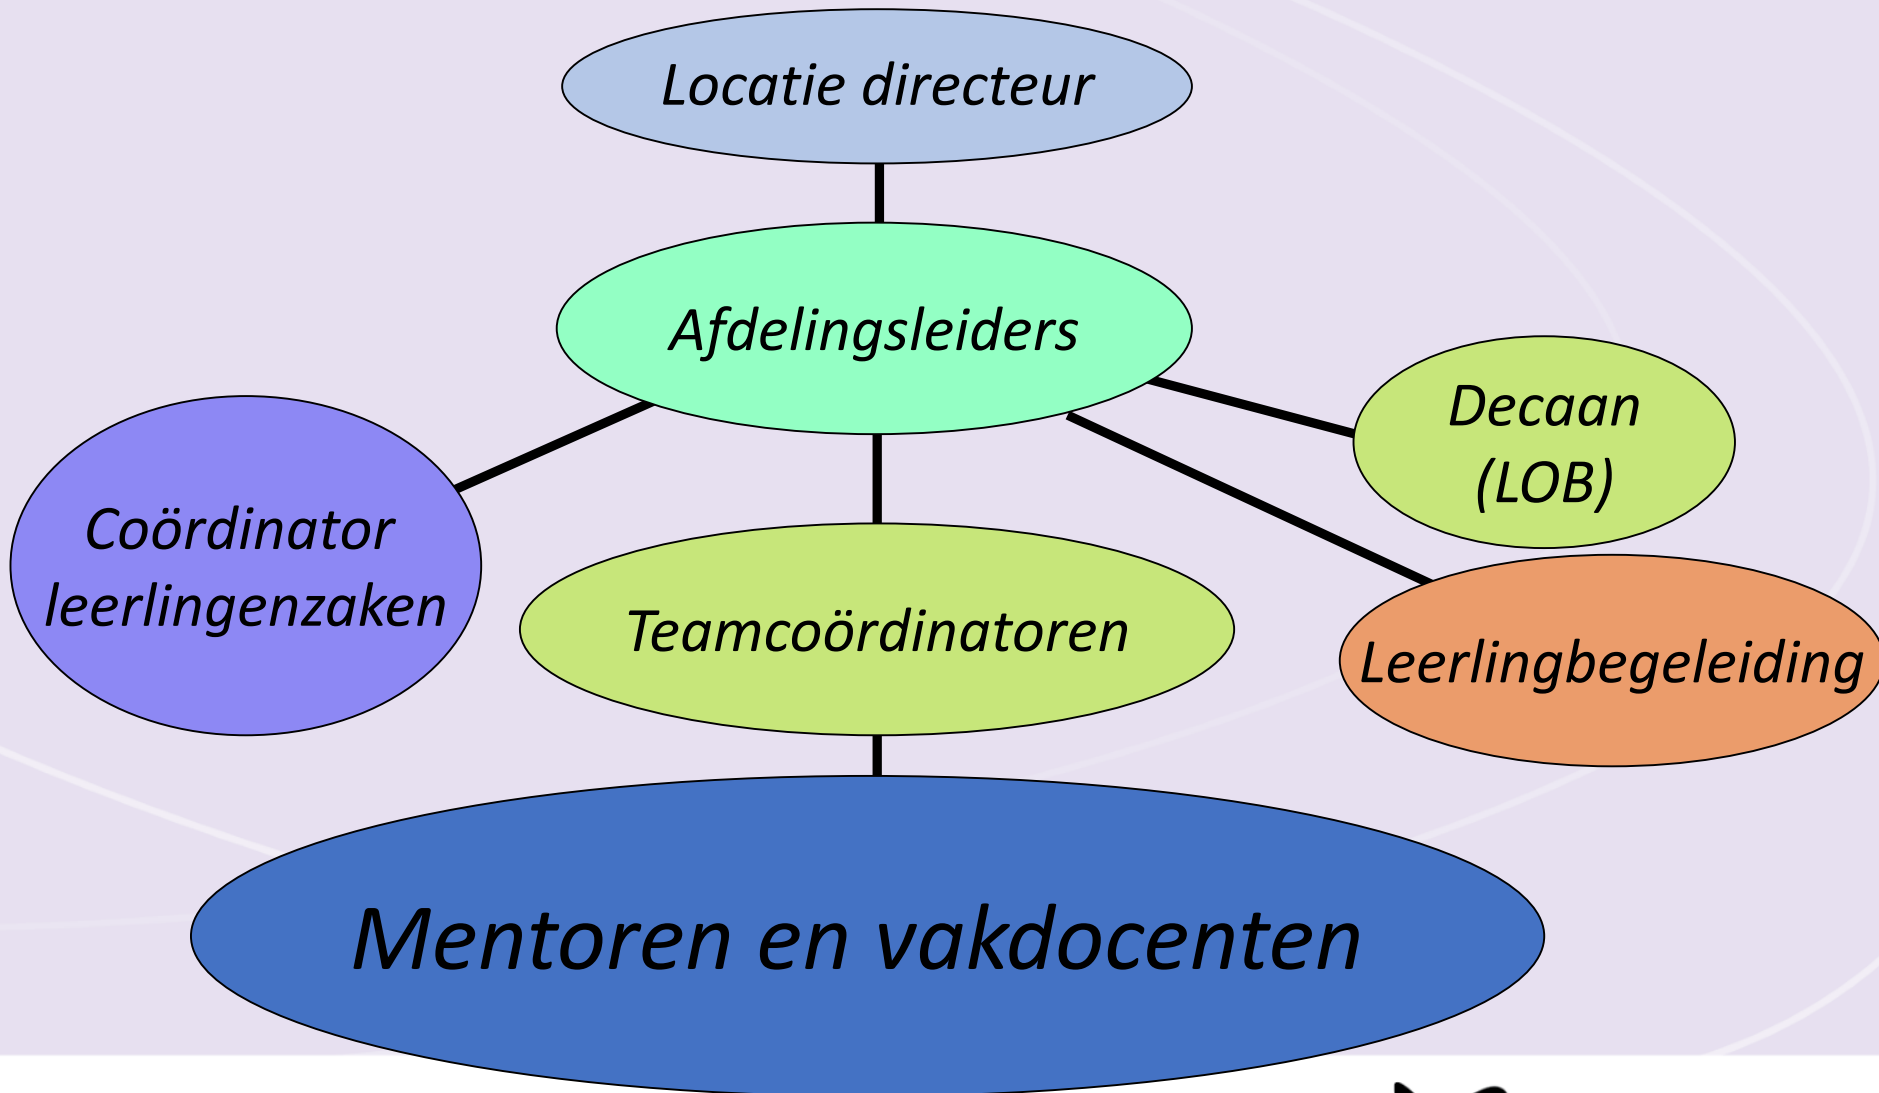 Locatie directeur
Afdelingsleiders
Decaan
(LOB)
Coördinator
leerlingenzaken
Teamcoördinatoren
Leerlingbegeleiding
Mentoren en vakdocenten